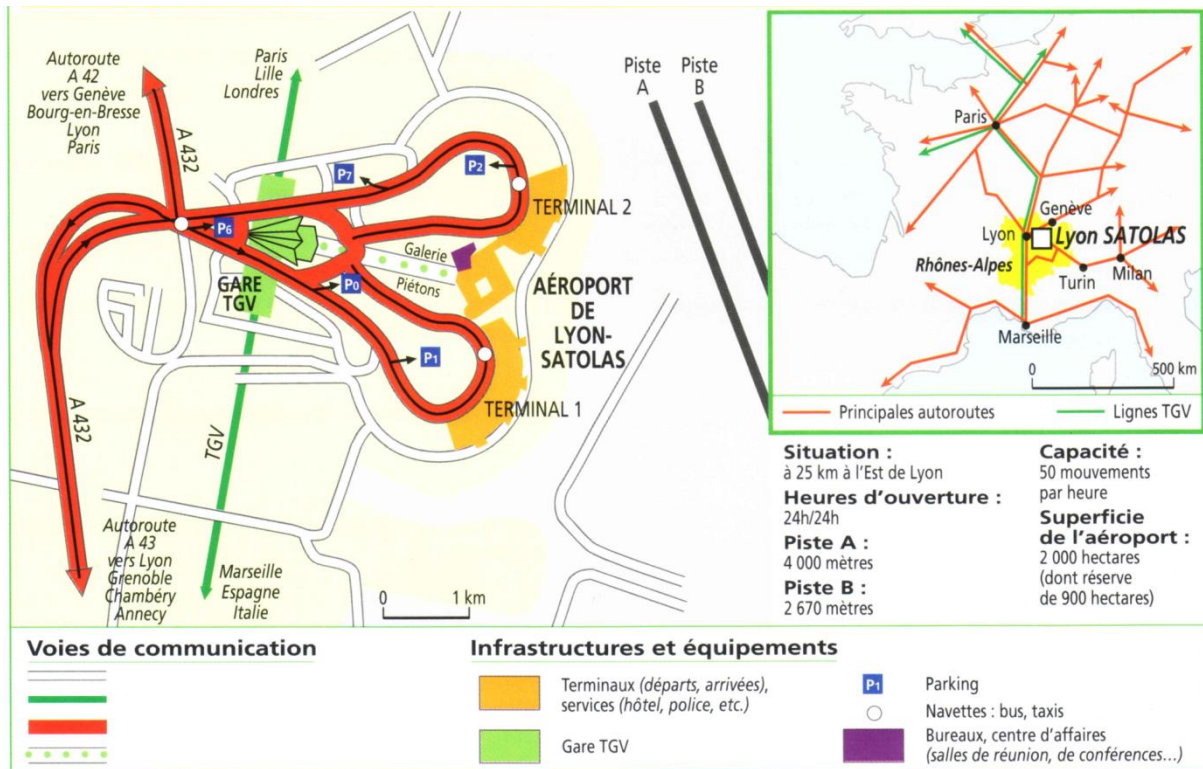 Autoroute
A 42
vers Genève
Bourg-en-Bresse
Lyon
Paris
A 432
Paris
Lille
Londres
P7
P2
TERMINAL 2
P6
GARE
TGV
Galerie
Piétons
P0
P1
TERMINAL 1
AÉROPORT
DE
LYON-
SATOLAS
Piste
A
Piste
B
A 432
TGV
Autoroute
A 43
vers Lyon
Grenoble
Chambéry
Annecy
Marseille
Espagne
Italie
0 1 km
Paris
Genève
Lyon
Lyon SATOLAS
Rhônes-Alpes
Turin
Milan
Marseille
0 500 km
Principales autoroutes
Lignes TGV
Situation :
à 25 km à l'Est de Lyon
Heures d'ouverture :
24h/24h
Piste A :
4 000 mètres
Piste B :
2 670 mètres
Capacité :
50 mouvements
par heure
Superficie
de l'aéroport :
2 000 hectares
(dont réserve
de 900 hectares)
Voies de communication
Infrastructures et équipements
Terminaux (départs, arrivées),
services (hôtel, police, etc.)
Gare TGV
P1 Parking
Navettes : bus, taxis
Bureaux, centre d'affaires
(salles de réunion, de conférences...)